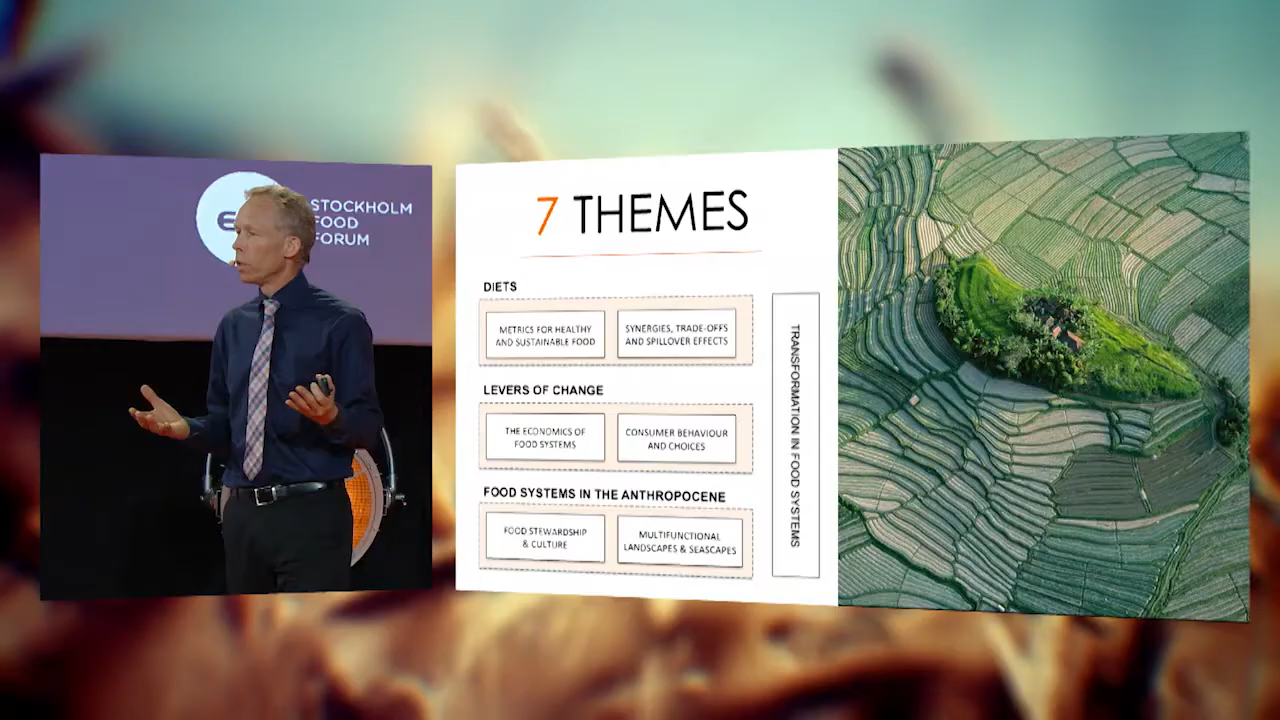 STOCKHOLM
FOOD
FORUM
7 THEMES
DIETS
METRICS FOR HEALTHY
AND SUSTAINABLE FOOD
SYNERGIES, TRADE-OFFS
AND SPILLOVER EFFECTS
LEVERS OF CHANGE
THE ECONOMICS OF
FOOD SYSTEMS
CONSUMER BEHAVIOUR
AND CHOICES
FOOD SYSTEMS IN THE ANTHROPOCENE
FOOD STEWARDSHIP
& CULTURE
MULTIFUNCTIONAL
LANDSCAPES & SEASCAPES
TRANSFORMATION IN FOOD SYSTEMS